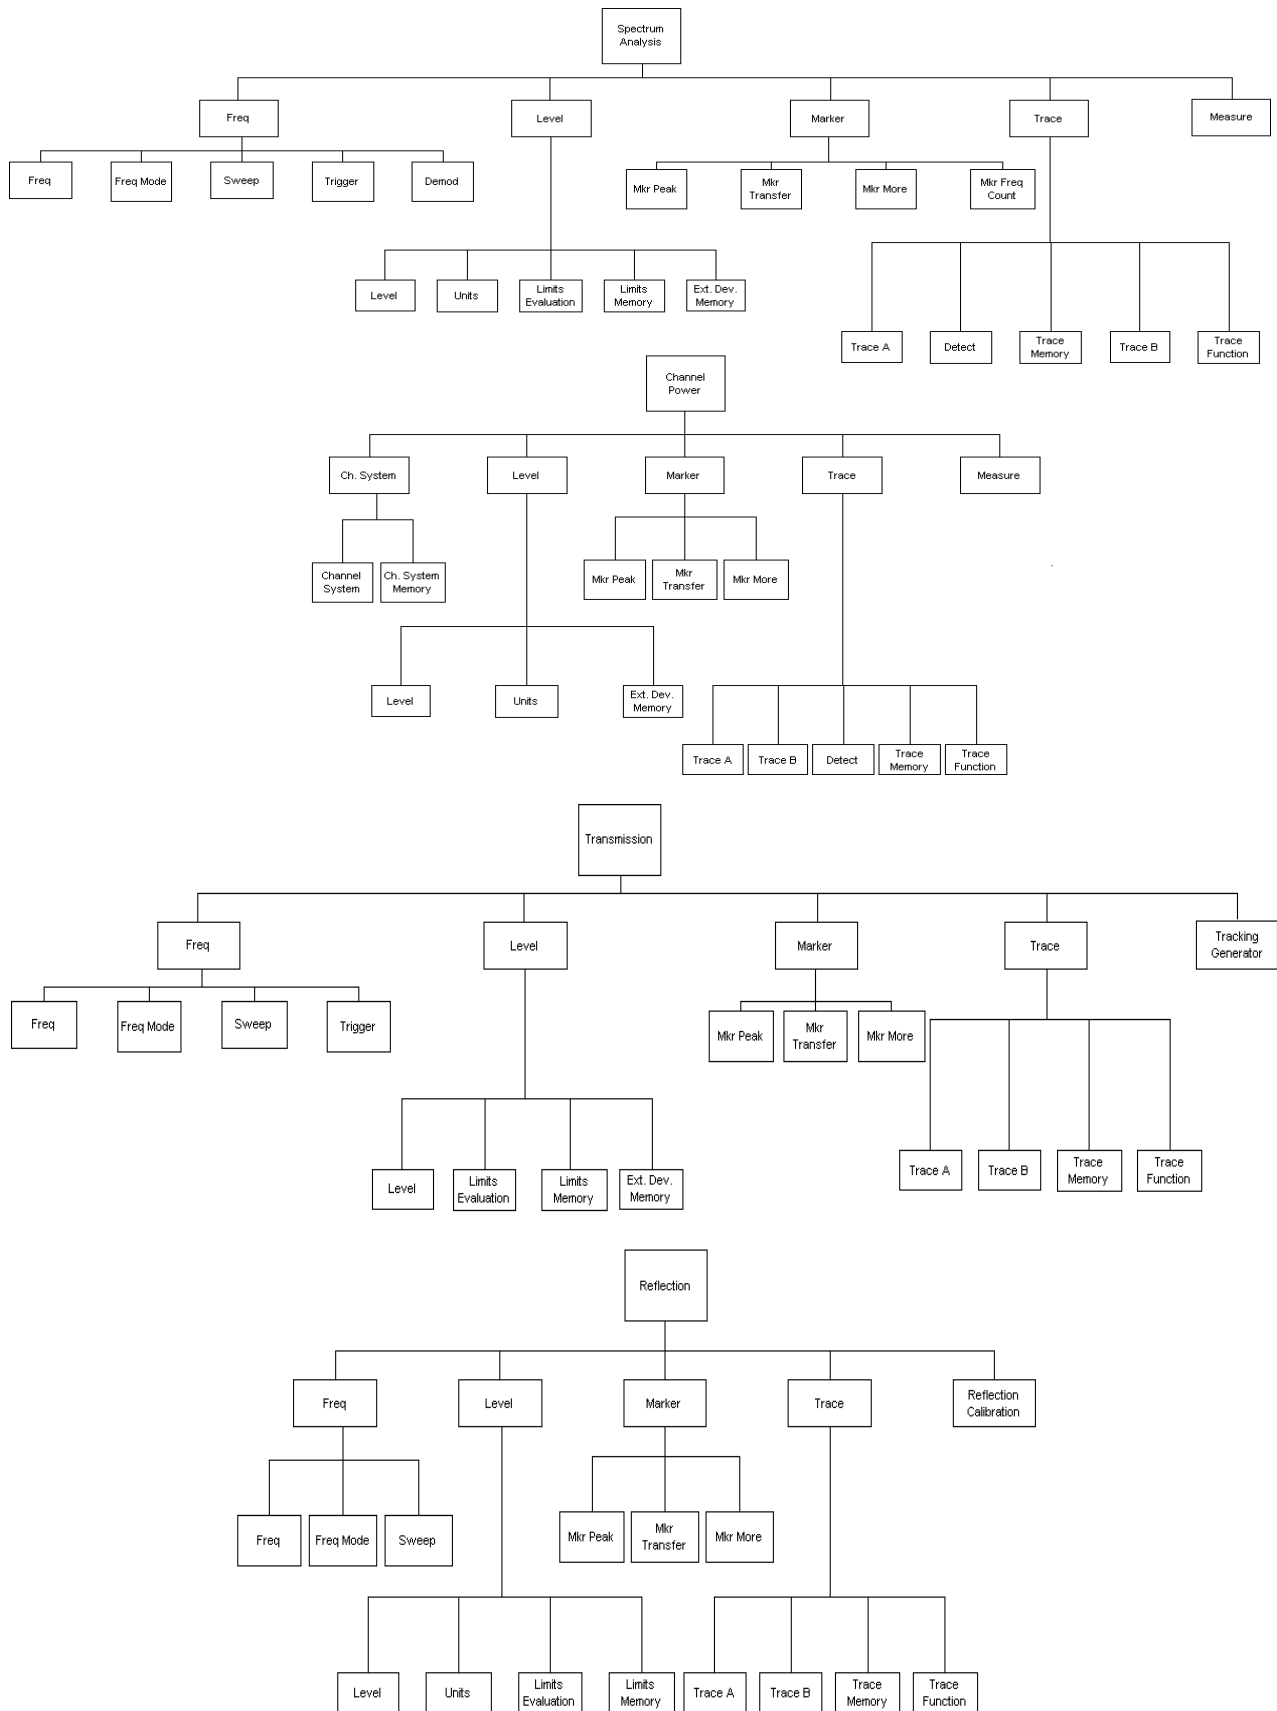 Spectrum
Analysis
Freq
Level
Marker
Trace
Measure
Freq
Freq Mode
Sweep
Trigger
Demod
Mkr Peak
Mkr
Transfer
Mkr More
Mkr Freq
Count
Level
Units
Limits
Evaluation
Limits
Memory
Ext. Dev.
Memory
Trace A
Detect
Trace
Memory
Trace B
Trace
Function
Channel
Power
Ch. System
Level
Marker
Trace
Measure
Channel
System
Ch. System
Memory
Mkr Peak
Mkr
Transfer
Mkr More
Level
Units
Ext. Dev.
Memory
Trace A
Trace B
Detect
Trace
Memory
Trace
Function
Transmission
Freq
Level
Marker
Trace
Tracking
Generator
Freq
Freq Mode
Sweep
Trigger
Mkr Peak
Mkr
Transfer
Mkr More
Level
Limits
Evaluation
Limits
Memory
Ext. Dev.
Memory
Trace A
Trace B
Trace
Memory
Trace
Function
Reflection
Freq
Level
Marker
Trace
Reflection
Calibration
Freq
Freq Mode
Sweep
Mkr Peak
Mkr
Transfer
Mkr More
Level
Units
Limits
Evaluation
Limits
Memory
Trace A
Trace B
Trace
Memory
Trace
Function